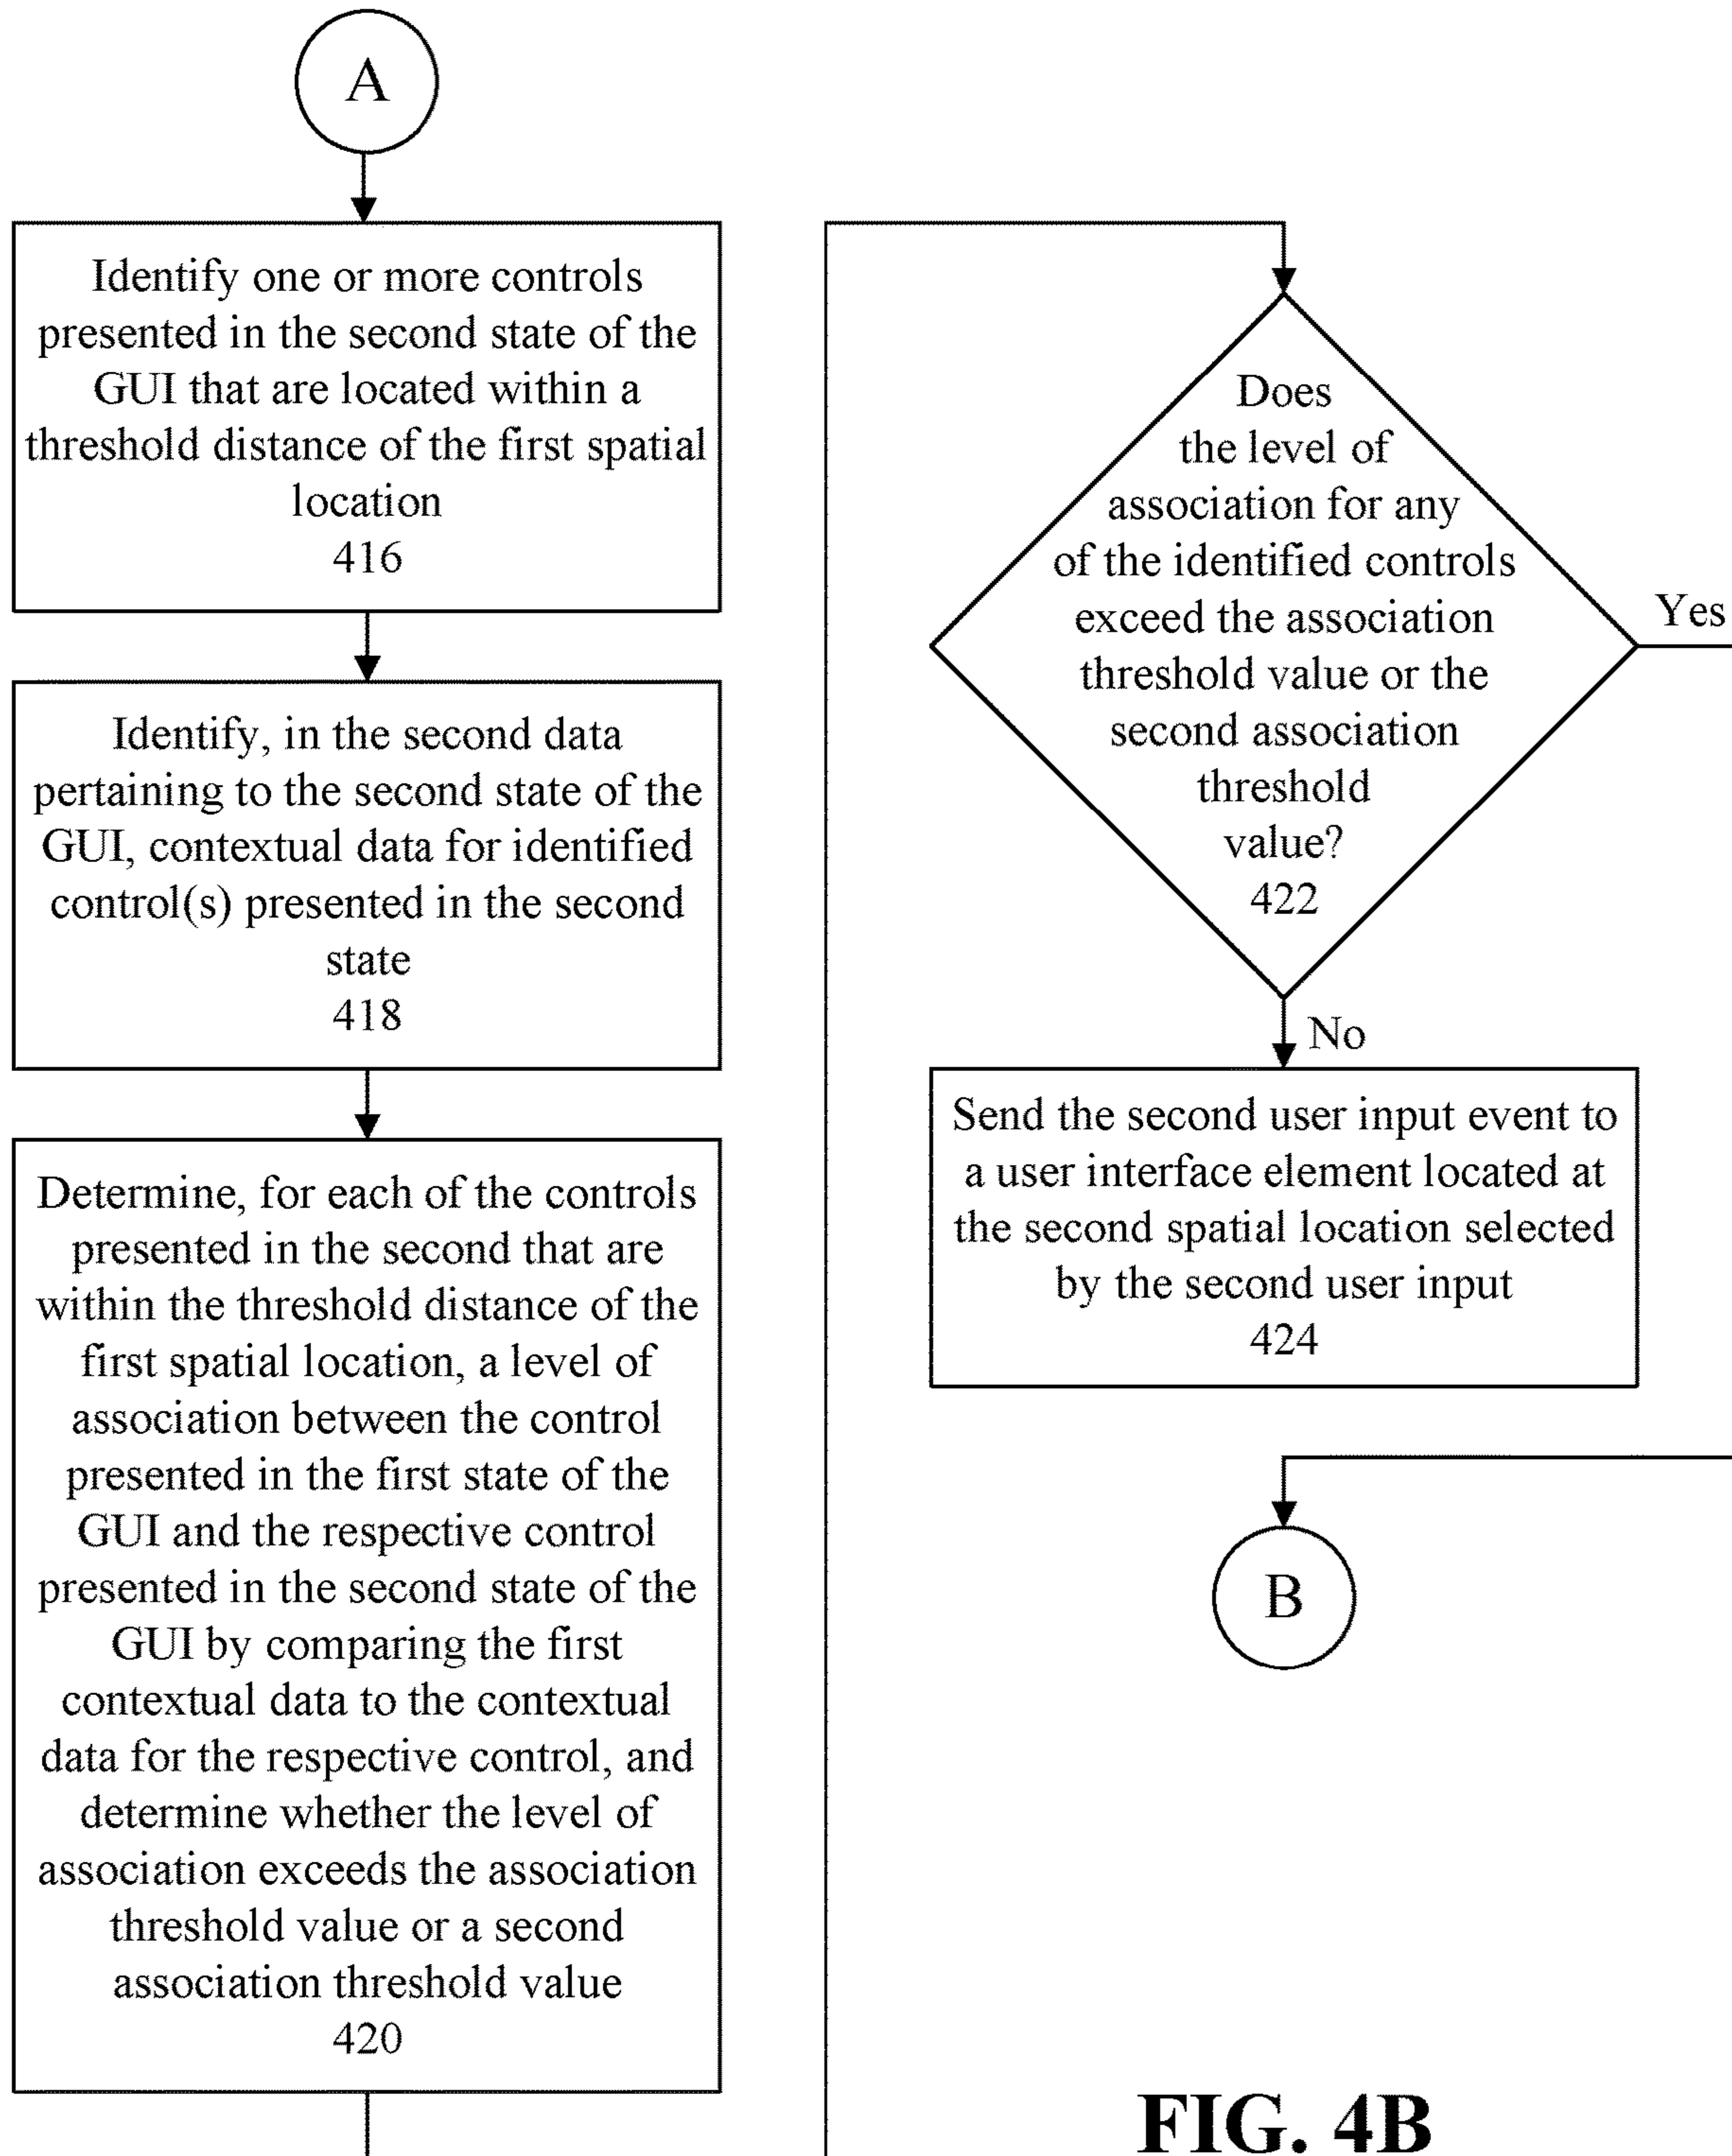 A
Identify one or more controls
presented in the second state of the
GUI that are located within a
threshold distance of the first spatial
location
416
Identify, in the second data
pertaining to the second state of the
GUI, contextual data for identified
control(s) presented in the second
state
418
Determine, for each of the controls
presented in the second that are
within the threshold distance of the
first spatial location, a level of
association between the control
presented in the first state of the
GUI and the respective control
presented in the second state of the
GUI by comparing the first
contextual data to the contextual
data for the respective control, and
determine whether the level of
association exceeds the association
threshold value or a second
association threshold value
420
Does
the level of
association for any
of the identified controls
exceed the association
threshold value or the
second association
threshold
value?
422
Yes
No
Send the second user input event to
a user interface element located at
the second spatial location selected
by the second user input
424
B
FIG. 4B